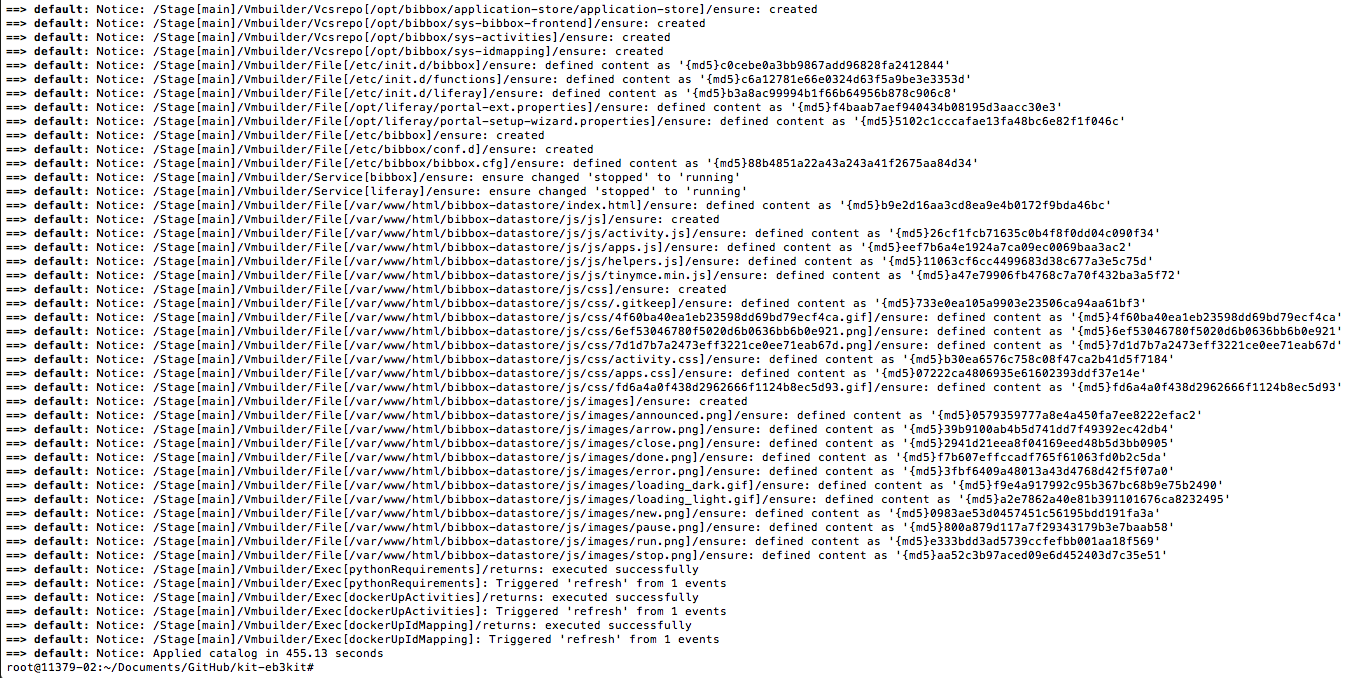 ==> default: Notice: /Stage[main]/Vmbuilder/Vcsrepo[/opt/bibbox/application-store/application-store]/ensure: created
==> default: Notice: /Stage[main]/Vmbuilder/Vcsrepo[/opt/bibbox/sys-bibbox-frontend]/ensure: created
==> default: Notice: /Stage[main]/Vmbuilder/Vcsrepo[/opt/bibbox/sys-activities]/ensure: created
==> default: Notice: /Stage[main]/Vmbuilder/Vcsrepo[/opt/bibbox/sys-idmapping]/ensure: created
==> default: Notice: /Stage[main]/Vmbuilder/File[/etc/init.d/bibbox]/ensure: defined content as '{md5}c0cebe0a3bb9867add96828fa2412844'
==> default: Notice: /Stage[main]/Vmbuilder/File[/etc/init.d/functions]/ensure: defined content as '{md5}c6a12781e66e0324d63f5a9be3e3353d'
==> default: Notice: /Stage[main]/Vmbuilder/File[/etc/init.d/liferay]/ensure: defined content as '{md5}b3a8ac99994b1f66b64956b878c906c8'
==> default: Notice: /Stage[main]/Vmbuilder/File[/opt/liferay/portal-ext.properties]/ensure: defined content as '{md5}f4baab7aef940434b08195d3aacc30e3'
==> default: Notice: /Stage[main]/Vmbuilder/File[/opt/liferay/portal-setup-wizard.properties]/ensure: defined content as '{md5}5102c1cccafae13fa48bc6e82f1f046c'
==> default: Notice: /Stage[main]/Vmbuilder/File[/etc/bibbox]/ensure: created
==> default: Notice: /Stage[main]/Vmbuilder/File[/etc/bibbox/conf.d]/ensure: created
==> default: Notice: /Stage[main]/Vmbuilder/File[/etc/bibbox/bibbox.cfg]/ensure: defined content as '{md5}88b4851a22a43a243a41f2675aa84d34'
==> default: Notice: /Stage[main]/Vmbuilder/Service[bibbox]/ensure: ensure changed 'stopped' to 'running'
==> default: Notice: /Stage[main]/Vmbuilder/Service[liferay]/ensure: ensure changed 'stopped' to 'running'
==> default: Notice: /Stage[main]/Vmbuilder/File[/var/www/html/bibbox-datastore/index.html]/ensure: defined content as '{md5}b9e2d16aa3cd8ea9e4b0172f9bda46bc'
==> default: Notice: /Stage[main]/Vmbuilder/File[/var/www/html/bibbox-datastore/js/js]/ensure: created
==> default: Notice: /Stage[main]/Vmbuilder/File[/var/www/html/bibbox-datastore/js/js/activity.js]/ensure: defined content as '{md5}26cf1fcb71635c0b4f8f0dd04c090f34'
==> default: Notice: /Stage[main]/Vmbuilder/File[/var/www/html/bibbox-datastore/js/js/apps.js]/ensure: defined content as '{md5}eef7b6a4e1924a7ca09ec0069baa3ac2'
==> default: Notice: /Stage[main]/Vmbuilder/File[/var/www/html/bibbox-datastore/js/js/helpers.js]/ensure: defined content as '{md5}11063cf6cc4499683d38c677a3e5c75d'
==> default: Notice: /Stage[main]/Vmbuilder/File[/var/www/html/bibbox-datastore/js/js/tinymce.min.js]/ensure: defined content as '{md5}a47e79906fb4768c7a70f432ba3a5f72'
==> default: Notice: /Stage[main]/Vmbuilder/File[/var/www/html/bibbox-datastore/js/css]/ensure: created
==> default: Notice: /Stage[main]/Vmbuilder/File[/var/www/html/bibbox-datastore/js/css/.gitkeep]/ensure: defined content as '{md5}733e0ea105a9903e23506ca94aa61bf3'
==> default: Notice: /Stage[main]/Vmbuilder/File[/var/www/html/bibbox-datastore/js/css/4f60ba40ea1eb23598dd69bd79ecf4ca.gif]/ensure: defined content as '{md5}4f60ba40ea1eb23598dd69bd79ecf4ca'
==> default: Notice: /Stage[main]/Vmbuilder/File[/var/www/html/bibbox-datastore/js/css/6ef53046780f5020d6b0636bb6b0e921.png]/ensure: defined content as '{md5}6ef53046780f5020d6b0636bb6b0e921'
==> default: Notice: /Stage[main]/Vmbuilder/File[/var/www/html/bibbox-datastore/js/css/7d1d7b7a2473eff3221ce0ee71eab67d.png]/ensure: defined content as '{md5}7d1d7b7a2473eff3221ce0ee71eab67d'
==> default: Notice: /Stage[main]/Vmbuilder/File[/var/www/html/bibbox-datastore/js/css/activity.css]/ensure: defined content as '{md5}b30ea6576c758c08f47ca2b41d5f7184'
==> default: Notice: /Stage[main]/Vmbuilder/File[/var/www/html/bibbox-datastore/js/css/apps.css]/ensure: defined content as '{md5}07222ca4806935e61602393ddf37e14e'
==> default: Notice: /Stage[main]/Vmbuilder/File[/var/www/html/bibbox-datastore/js/css/fd6a4a0f438d2962666f1124b8ec5d93.gif]/ensure: defined content as '{md5}fd6a4a0f438d2962666f1124b8ec5d93'
==> default: Notice: /Stage[main]/Vmbuilder/File[/var/www/html/bibbox-datastore/js/images]/ensure: created
==> default: Notice: /Stage[main]/Vmbuilder/File[/var/www/html/bibbox-datastore/js/images/announced.png]/ensure: defined content as '{md5}0579359777a8e4a450fa7ee8222efac2'
==> default: Notice: /Stage[main]/Vmbuilder/File[/var/www/html/bibbox-datastore/js/images/arrow.png]/ensure: defined content as '{md5}39b9100ab4b5d741dd7f49392ec42db4'
==> default: Notice: /Stage[main]/Vmbuilder/File[/var/www/html/bibbox-datastore/js/images/close.png]/ensure: defined content as '{md5}2941d21eea8f04169eed48b5d3bb0905'
==> default: Notice: /Stage[main]/Vmbuilder/File[/var/www/html/bibbox-datastore/js/images/done.png]/ensure: defined content as '{md5}f7b607effccadf765f61063fd0b2c5da'
==> default: Notice: /Stage[main]/Vmbuilder/File[/var/www/html/bibbox-datastore/js/images/error.png]/ensure: defined content as '{md5}3fbf6409a48013a43d4768d42f5f07a0'
==> default: Notice: /Stage[main]/Vmbuilder/File[/var/www/html/bibbox-datastore/js/images/loading_dark.gif]/ensure: defined content as '{md5}f9e4a917992c95b367bc68b9e75b2490'
==> default: Notice: /Stage[main]/Vmbuilder/File[/var/www/html/bibbox-datastore/js/images/loading_light.gif]/ensure: defined content as '{md5}a2e7862a40e81b391101676ca8232495'
==> default: Notice: /Stage[main]/Vmbuilder/File[/var/www/html/bibbox-datastore/js/images/new.png]/ensure: defined content as '{md5}0983ae53d0457451c56195bdd191fa3a'
==> default: Notice: /Stage[main]/Vmbuilder/File[/var/www/html/bibbox-datastore/js/images/pause.png]/ensure: defined content as '{md5}800a879d117a7f29343179b3e7baab58'
==> default: Notice: /Stage[main]/Vmbuilder/File[/var/www/html/bibbox-datastore/js/images/run.png]/ensure: defined content as '{md5}e333bdd3ad5739ccfefbb001aa18f569'
==> default: Notice: /Stage[main]/Vmbuilder/File[/var/www/html/bibbox-datastore/js/images/stop.png]/ensure: defined content as '{md5}aa52c3b97aced09e6d452403d7c35e51'
==> default: Notice: /Stage[main]/Vmbuilder/Exec[pythonRequirements]/returns: executed successfully
==> default: Notice: /Stage[main]/Vmbuilder/Exec[pythonRequirements]: Triggered 'refresh' from 1 events
==> default: Notice: /Stage[main]/Vmbuilder/Exec[dockerUpActivities]/returns: executed successfully
==> default: Notice: /Stage[main]/Vmbuilder/Exec[dockerUpActivities]: Triggered 'refresh' from 1 events
==> default: Notice: /Stage[main]/Vmbuilder/Exec[dockerUpIdMapping]/returns: executed successfully
==> default: Notice: /Stage[main]/Vmbuilder/Exec[dockerUpIdMapping]: Triggered 'refresh' from 1 events
==> default: Notice: Applied catalog in 455.13 seconds
root@11379-02:~/Documents/GitHub/kit-eb3kit#